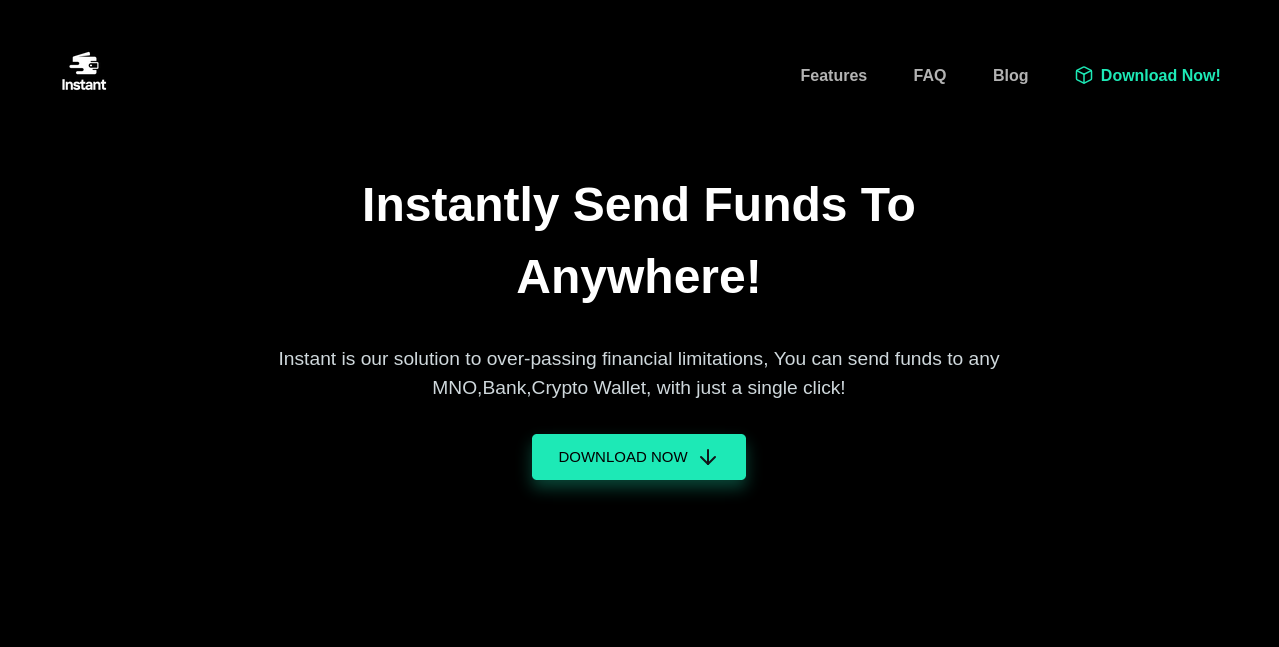 Instant
Features
FAQ
Blog
Download Now!
Instantly Send Funds To
Anywhere!
Instant is our solution to over-passing financial limitations, You can send funds to any
MNO,Bank,Crypto Wallet, with just a single click!
DOWNLOAD NOW